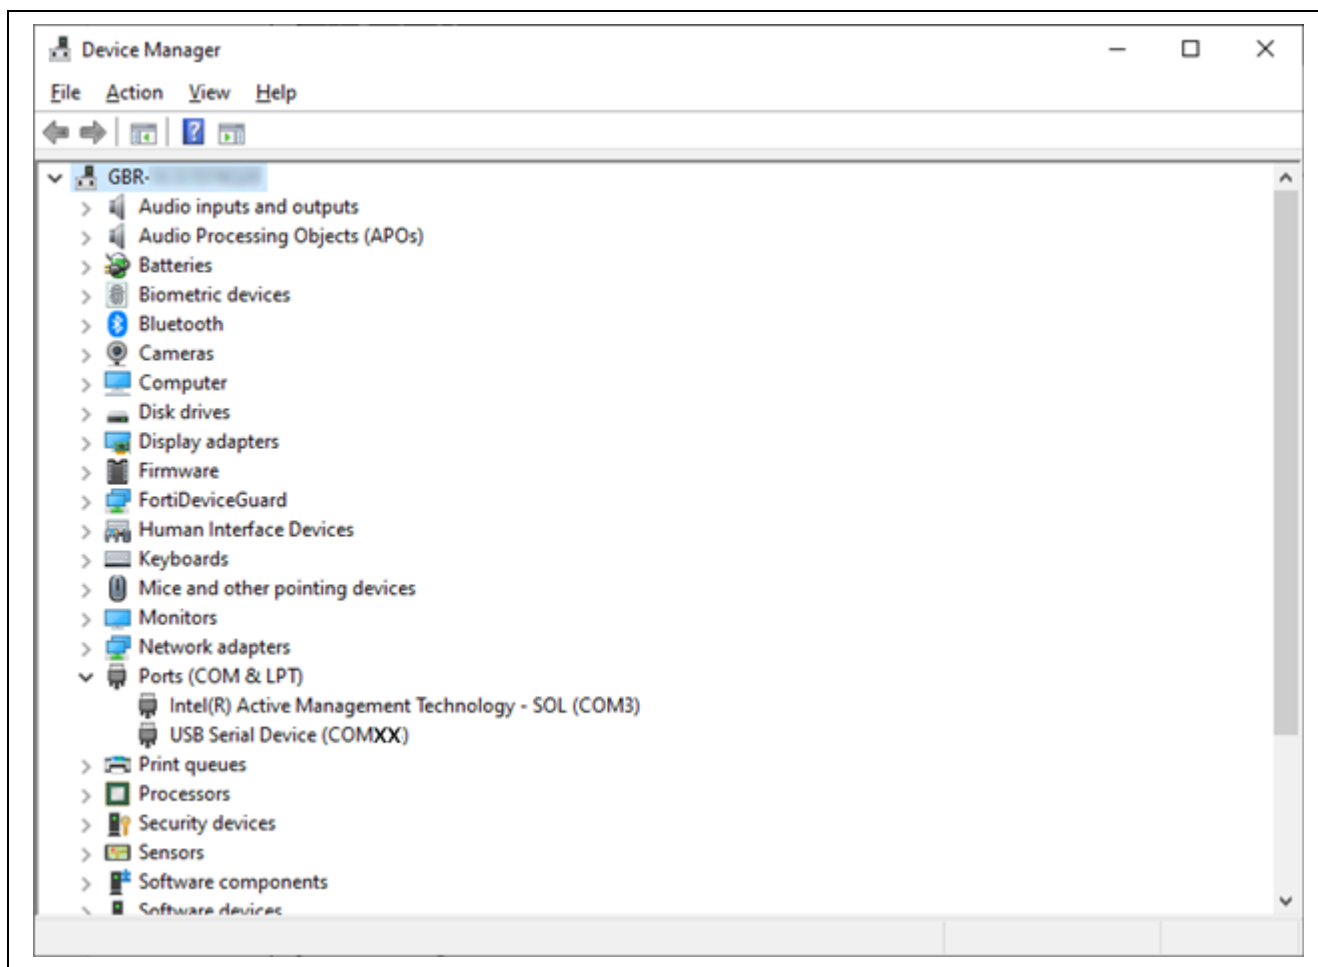 Device Manager
File Action View Help
GBR-
Audio inputs and outputs
Audio Processing Objects (APOs)
Batteries
Biometric devices
Bluetooth
Cameras
Computer
Disk drives
Display adapters
Firmware
FortiDeviceGuard
Human Interface Devices
Keyboards
Mice and other pointing devices
Monitors
Network adapters
Ports (COM & LPT)
Intel(R) Active Management Technology - SOL (COM3)
USB Serial Device (COMXX)
Print queues
Processors
Security devices
Sensors
Software components
Software devices